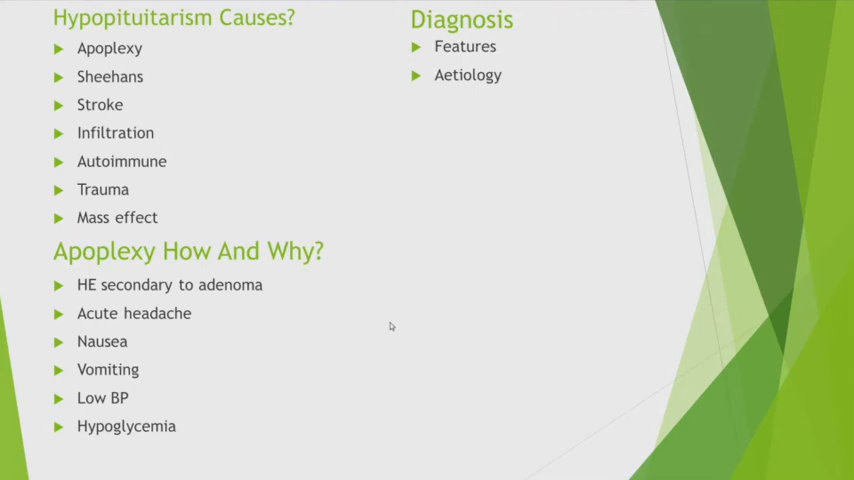 Hypopituitarism Causes?
Apoplexy
Sheehans
Stroke
Infiltration
Autoimmune
Trauma
Mass effect
Apoplexy How And Why?
HE secondary to adenoma
Acute headache
Nausea
Vomiting
Low BP
Hypoglycemia
Diagnosis
Features
Aetiology